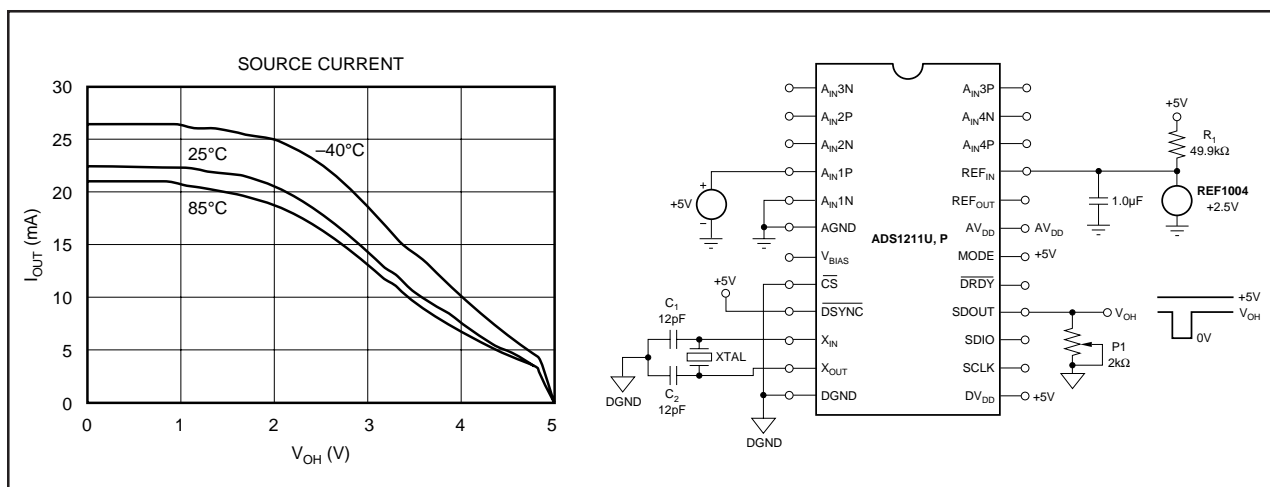 SOURCE CURRENT
30
25
20
15
10
5
0
I_OUT (mA)
–40°C
25°C
85°C
0 1 2 3 4 5
V_OH (V)
A_IN3N
A_IN2P
A_IN2N
A_IN1P
A_IN1N
AGND
V_BIAS
C̅S̅
D̅S̅Y̅N̅C̅
X_IN
X_OUT
DGND
ADS1211U, P
A_IN3P
A_IN4N
A_IN4P
REF_IN
REF_OUT
AV_DD
MODE
D̅R̅D̅Y̅
SDOUT
SDIO
SCLK
DV_DD
+
+5V
–
+5V
C_1
12pF
XTAL
C_2
12pF
DGND
DGND
+5V
R_1
49.9kΩ
1.0µF
REF1004
+2.5V
AV_DD
+5V
V_OH
P1
2kΩ
+5V
+5V
V_OH
0V